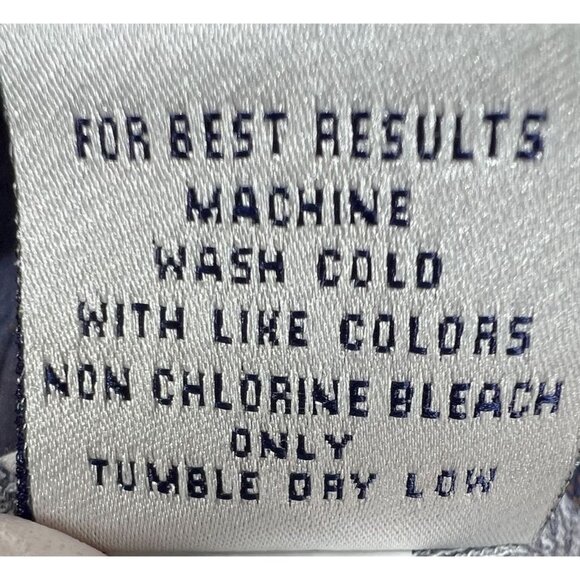 FOR BEST RESULTS
MACHINE
WASH COLD
WITH LIKE COLORS
NON CHLORINE BLEACH
ONLY
TUMBLE DRY LOW